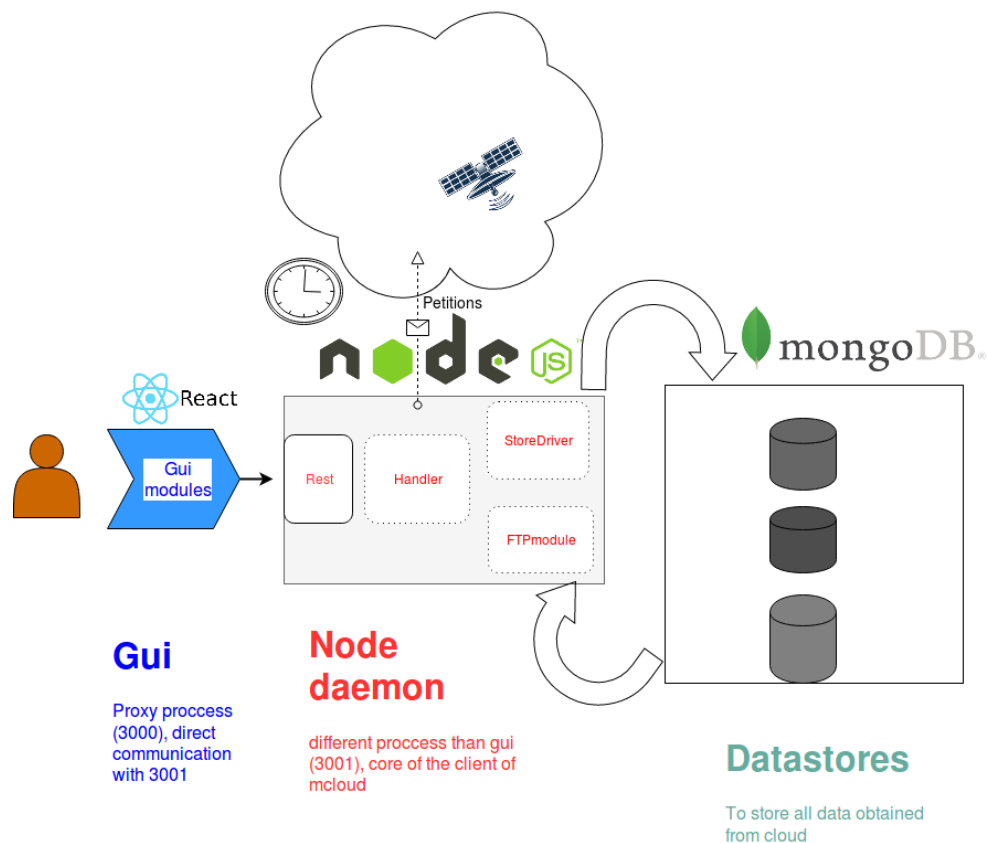 Petitions
node
JS
TM
mongoDB®
React
Gui
modules
Rest
Handler
StoreDriver
FTPmodule
Gui
Proxy proccess
(3000), direct
communication
with 3001
Node
daemon
different proccess than gui
(3001), core of the client of
mcloud
Datastores
To store all data obtained
from cloud